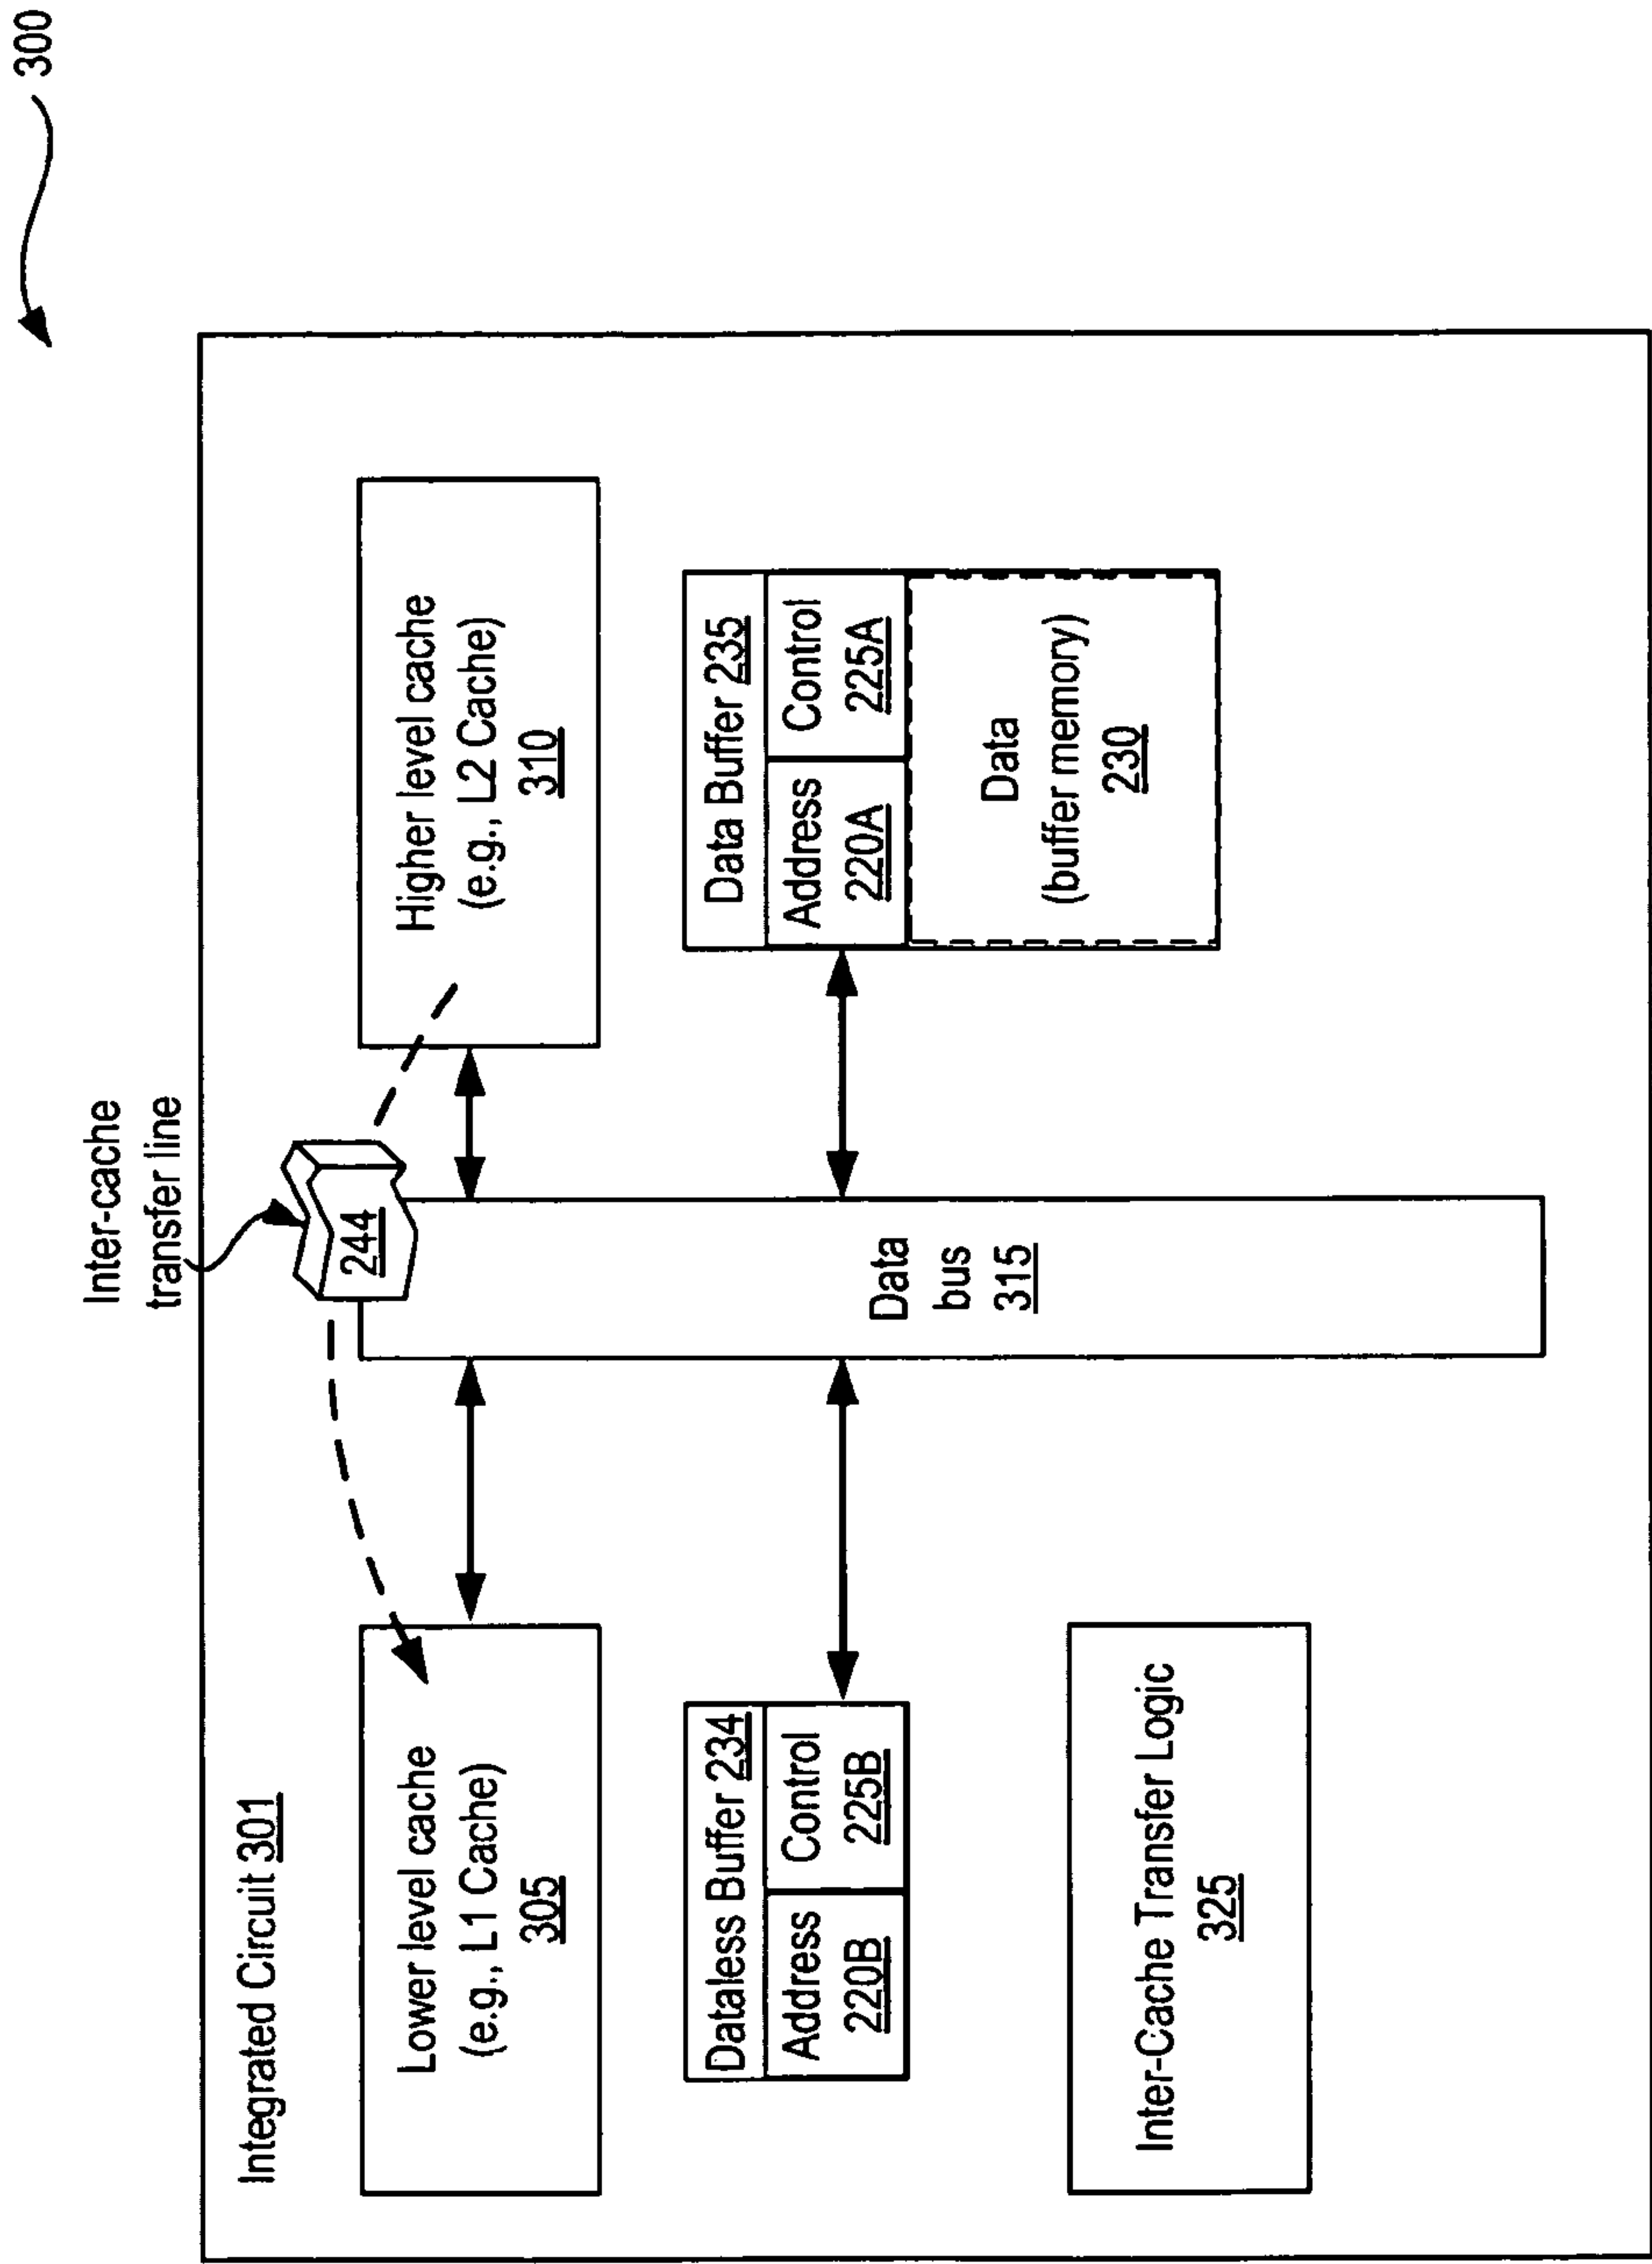 300
Inter-cache
transfer line
244
Integrated Circuit 301
Lower level cache
(e.g., L1 Cache)
305
Higher level cache
(e.g., L2 Cache)
310
Dataless Buffer 234
Address
220B
Control
225B
Data
bus
315
Data Buffer 235
Address
220A
Control
225A
Data
(buffer memory)
230
Inter-Cache Transfer Logic
325